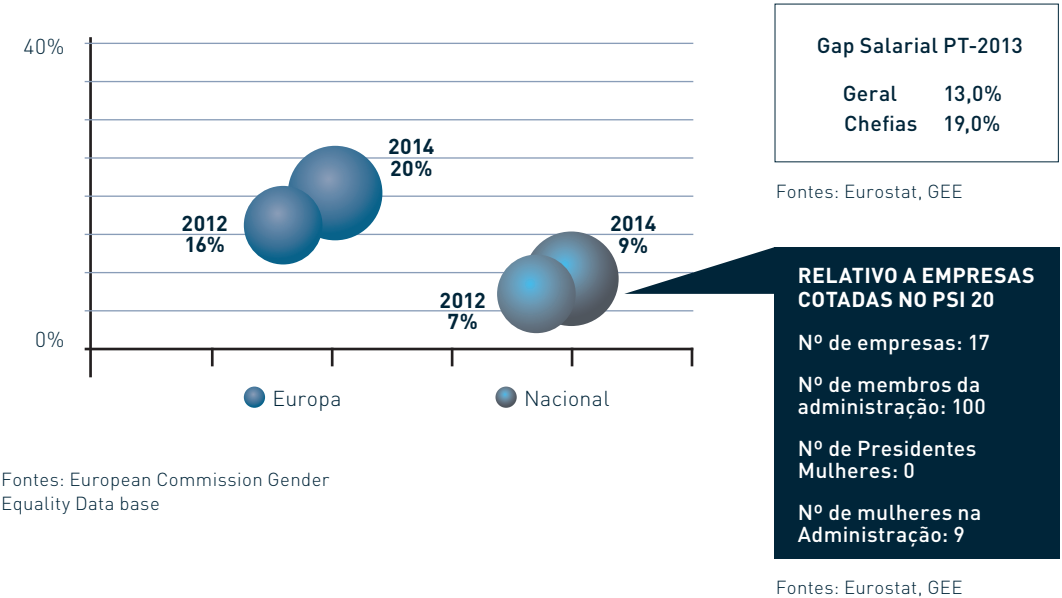 40%
2014
20%
2012
16%
2014
9%
2012
7%
0%
Europa
Nacional
Fontes: European Commission Gender
Equality Data base
Gap Salarial PT-2013
Geral 13,0%
Chefias 19,0%
Fontes: Eurostat, GEE
RELATIVO A EMPRESAS
COTADAS NO PSI 20
Nº de empresas: 17
Nº de membros da
administração: 100
Nº de Presidentes
Mulheres: 0
Nº de mulheres na
Administração: 9
Fontes: Eurostat, GEE